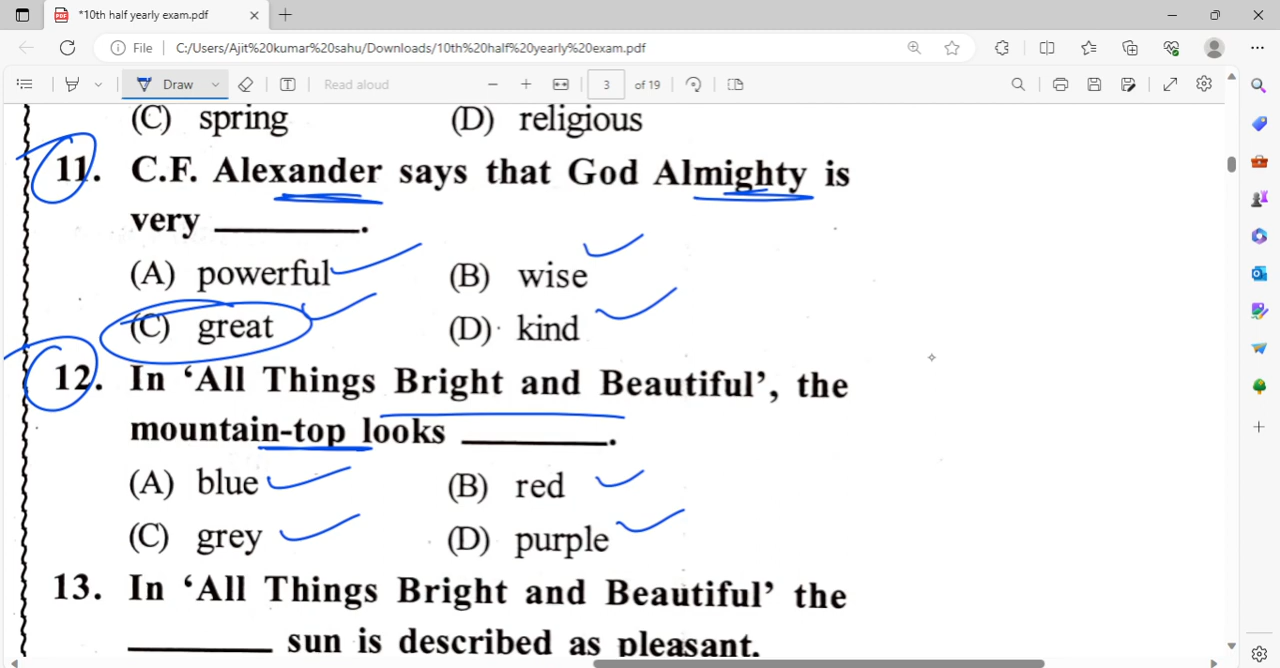 *10th half yearly exam.pdf
File
C:/Users/Ajit%20kumar%20sahu/Downloads/10th%20half%20yearly%20exam.pdf
Draw
Read aloud
3
of 19
(C) spring (D) religious
11. C.F. Alexander says that God Almighty is
very ________.
(A) powerful (B) wise
(C) great (D) kind
12. In ‘All Things Bright and Beautiful’, the
mountain-top looks ________.
(A) blue (B) red
(C) grey (D) purple
13. In ‘All Things Bright and Beautiful’ the
________ sun is described as pleasant.